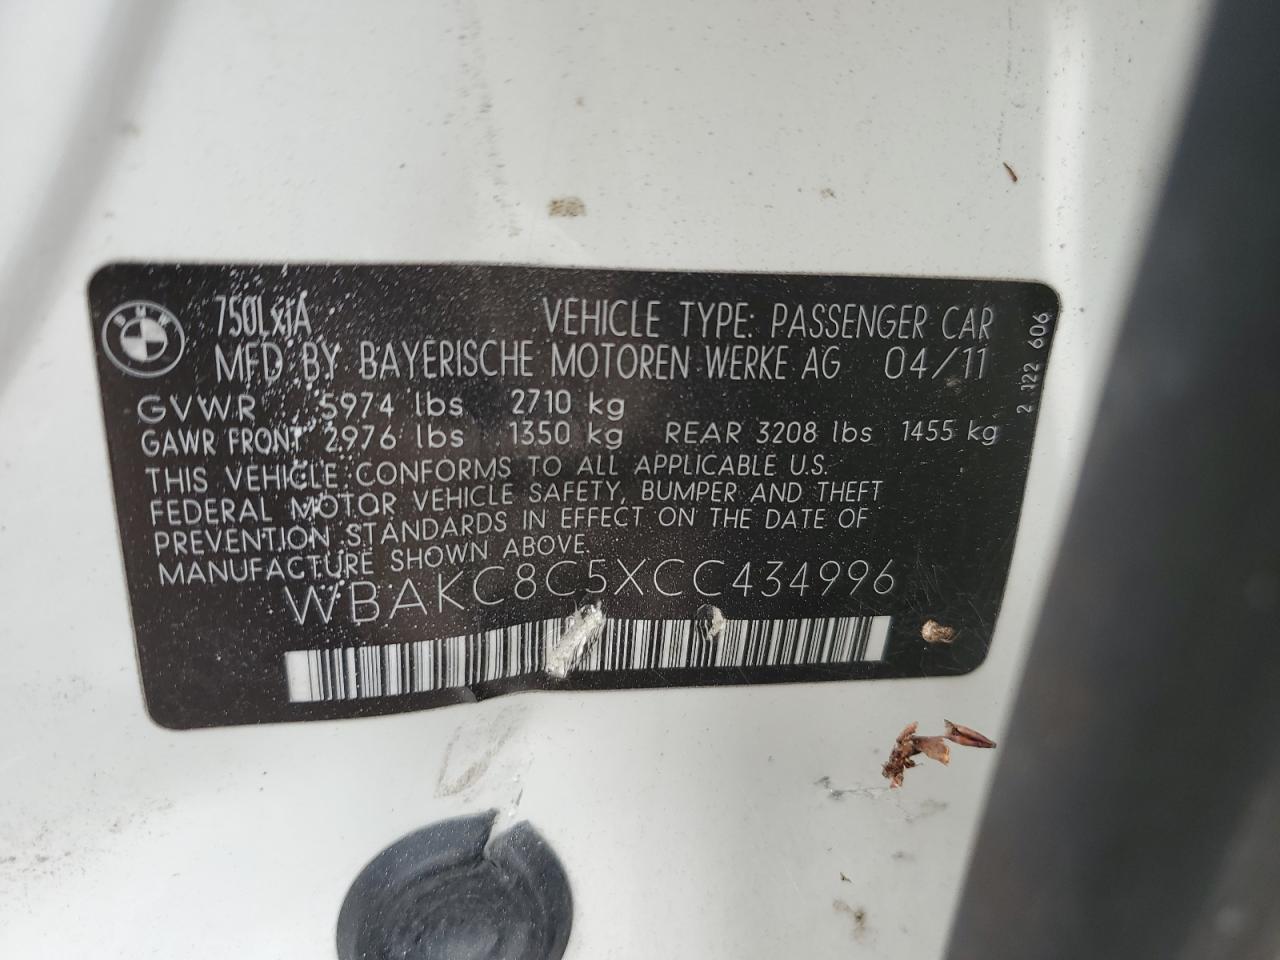 BMW
750LxiA VEHICLE TYPE: PASSENGER CAR
MFD BY BAYERISCHE MOTOREN WERKE AG 04/11
GVWR 5974 lbs 2710 kg
GAWR FRONT 2976 lbs 1350 kg REAR 3208 lbs 1455 kg
THIS VEHICLE CONFORMS TO ALL APPLICABLE U.S.
FEDERAL MOTOR VEHICLE SAFETY, BUMPER AND THEFT
PREVENTION STANDARDS IN EFFECT ON THE DATE OF
MANUFACTURE SHOWN ABOVE.
WBAKC8C5XCC434996
2 122 606